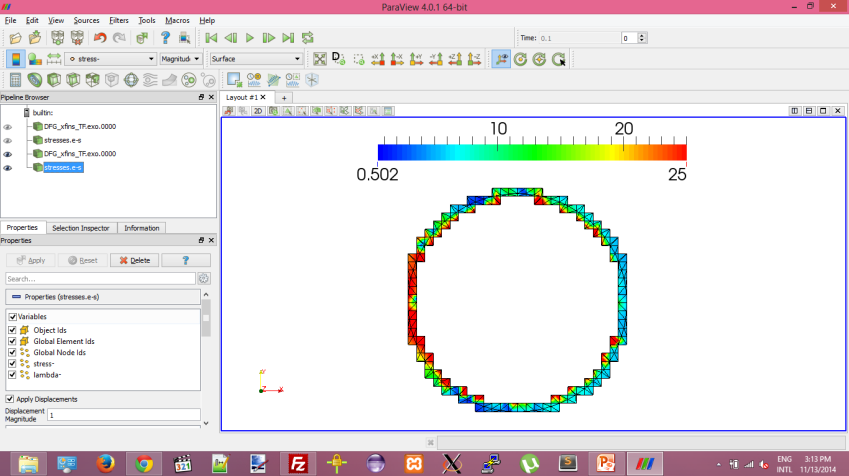 ParaView 4.0.1 64-bit
File Edit View Sources Filters Tools Macros Help
Time: 0.1 0
stress- Magnitud Surface
+X -X +Y -Y +Z -Z
Pipeline Browser
Layout #1
builtin:
DFG_xfins_TF.exo.0000
stresses.e-s
DFG_xfins_TF.exo.0000
stresses.e-s
2D
10 20
0.502 25
Properties Selection Inspector Information
Properties
Apply Reset Delete ?
Search...
Properties (stresses.e-s)
Variables
Object Ids
Global Element Ids
Global Node Ids
stress-
lambda-
Apply Displacements
Displacement
Magnitude 1
Y
Z X
321
ENG
INTL
3:13 PM
11/13/2014